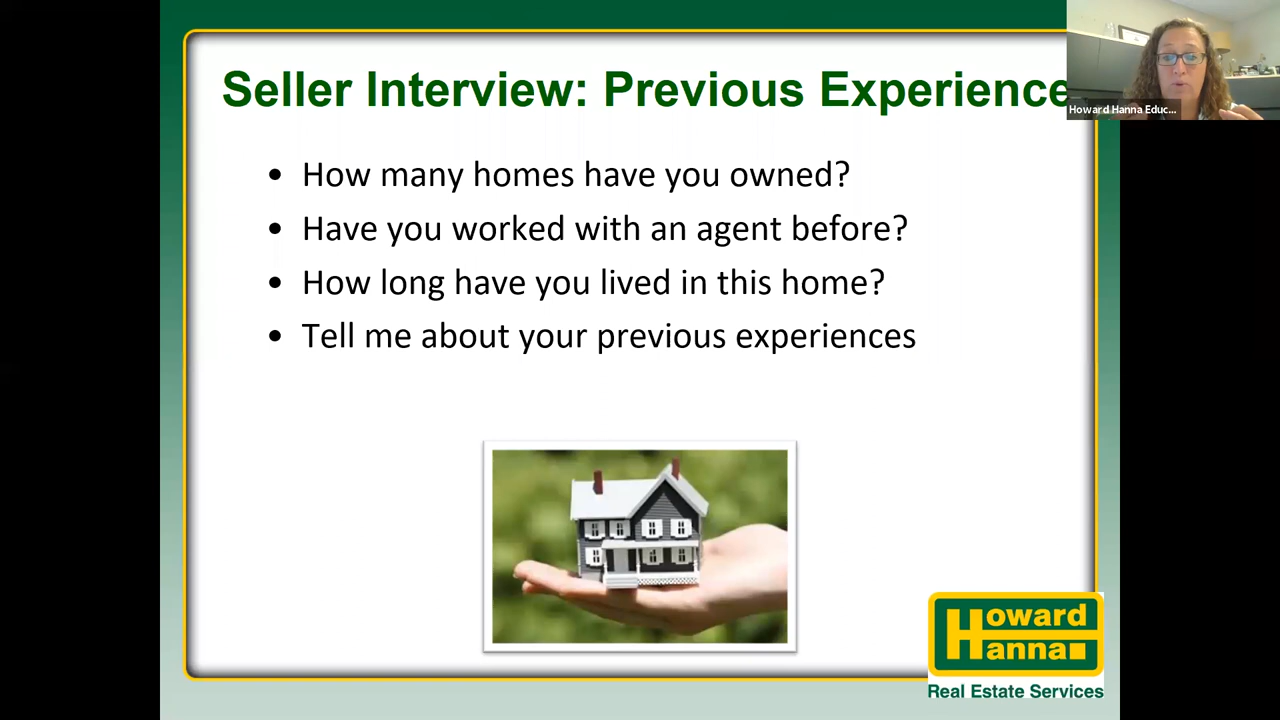 Seller Interview: Previous Experience
Howard Hanna Educ...
• How many homes have you owned?
• Have you worked with an agent before?
• How long have you lived in this home?
• Tell me about your previous experiences
Howard
Hanna
Real Estate Services